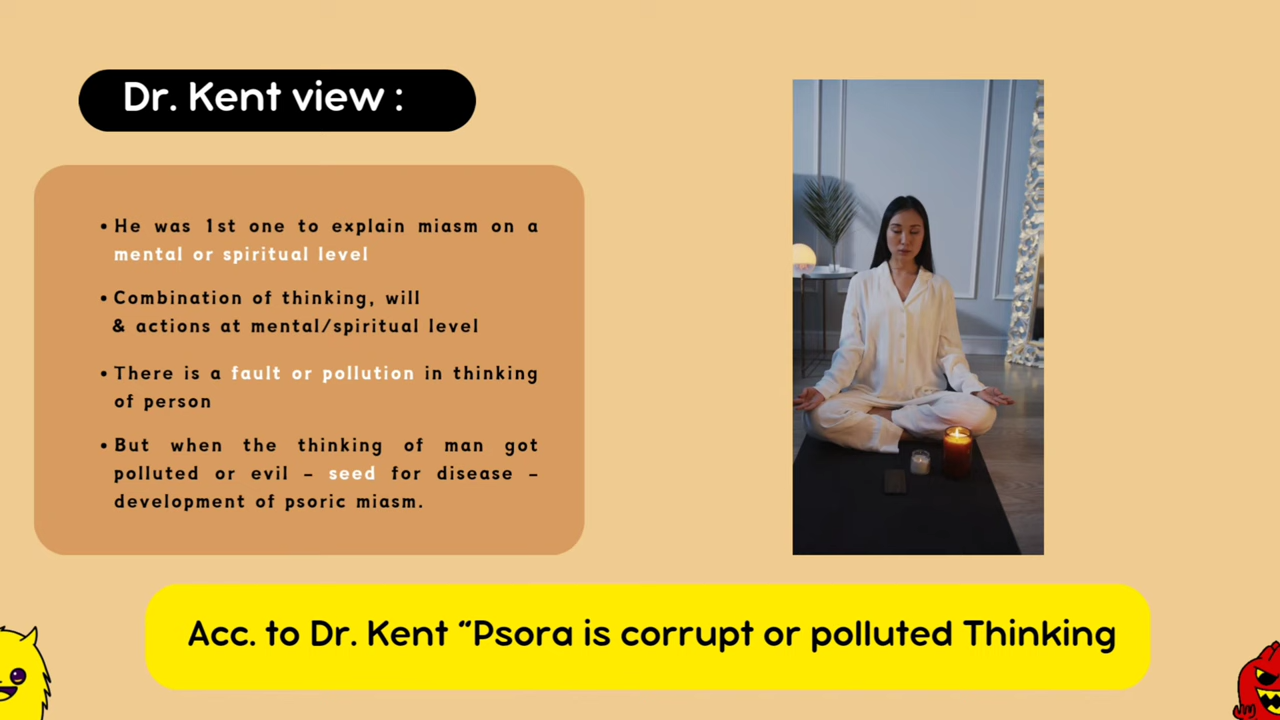 Dr. Kent view :
• He was 1st one to explain miasm on a
mental or spiritual level
• Combination of thinking, will
& actions at mental/spiritual level
• There is a fault or pollution in thinking
of person
• But when the thinking of man got
polluted or evil – seed for disease –
development of psoric miasm.
Acc. to Dr. Kent “Psora is corrupt or polluted Thinking